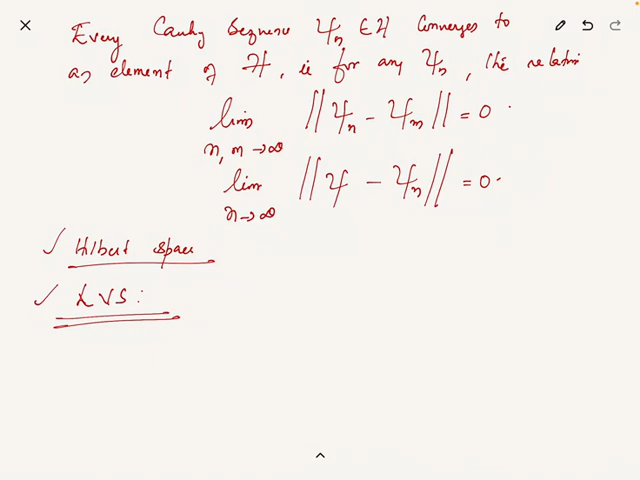 Every Cauchy Sequence Ψn ∈ H Converges to
as element of H, ie for any Ψn, the relation
lim n, m → ∞ ||Ψn - Ψm|| = 0.
lim n → ∞ ||Ψ - Ψn|| = 0.
✓ Hilbert space
✓ LVS: